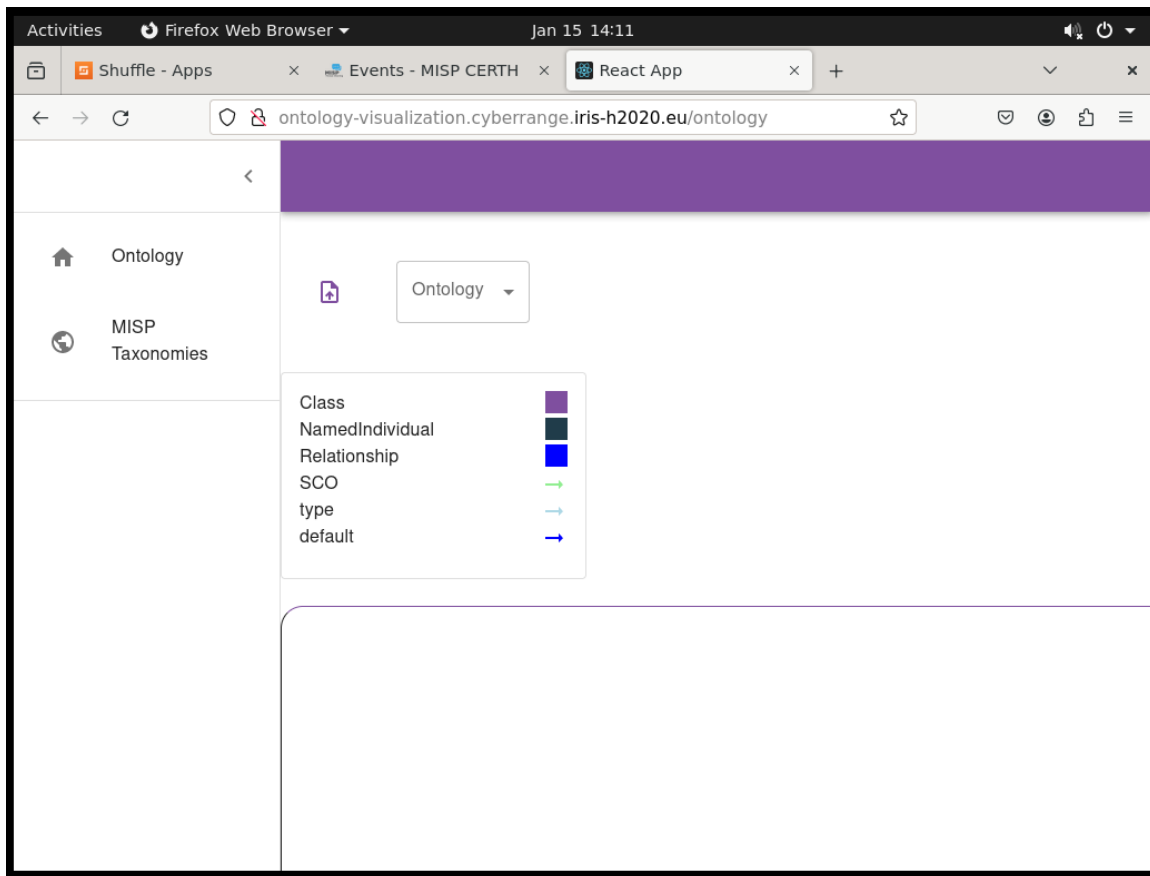 Activities Firefox Web Browser Jan 15 14:11
Shuffle - Apps Events - MISP CERTH React App
ontology-visualization.cyberrange.iris-h2020.eu/ontology
Ontology
MISP
Taxonomies
Ontology
Class
NamedIndividual
Relationship
SCO
type
default